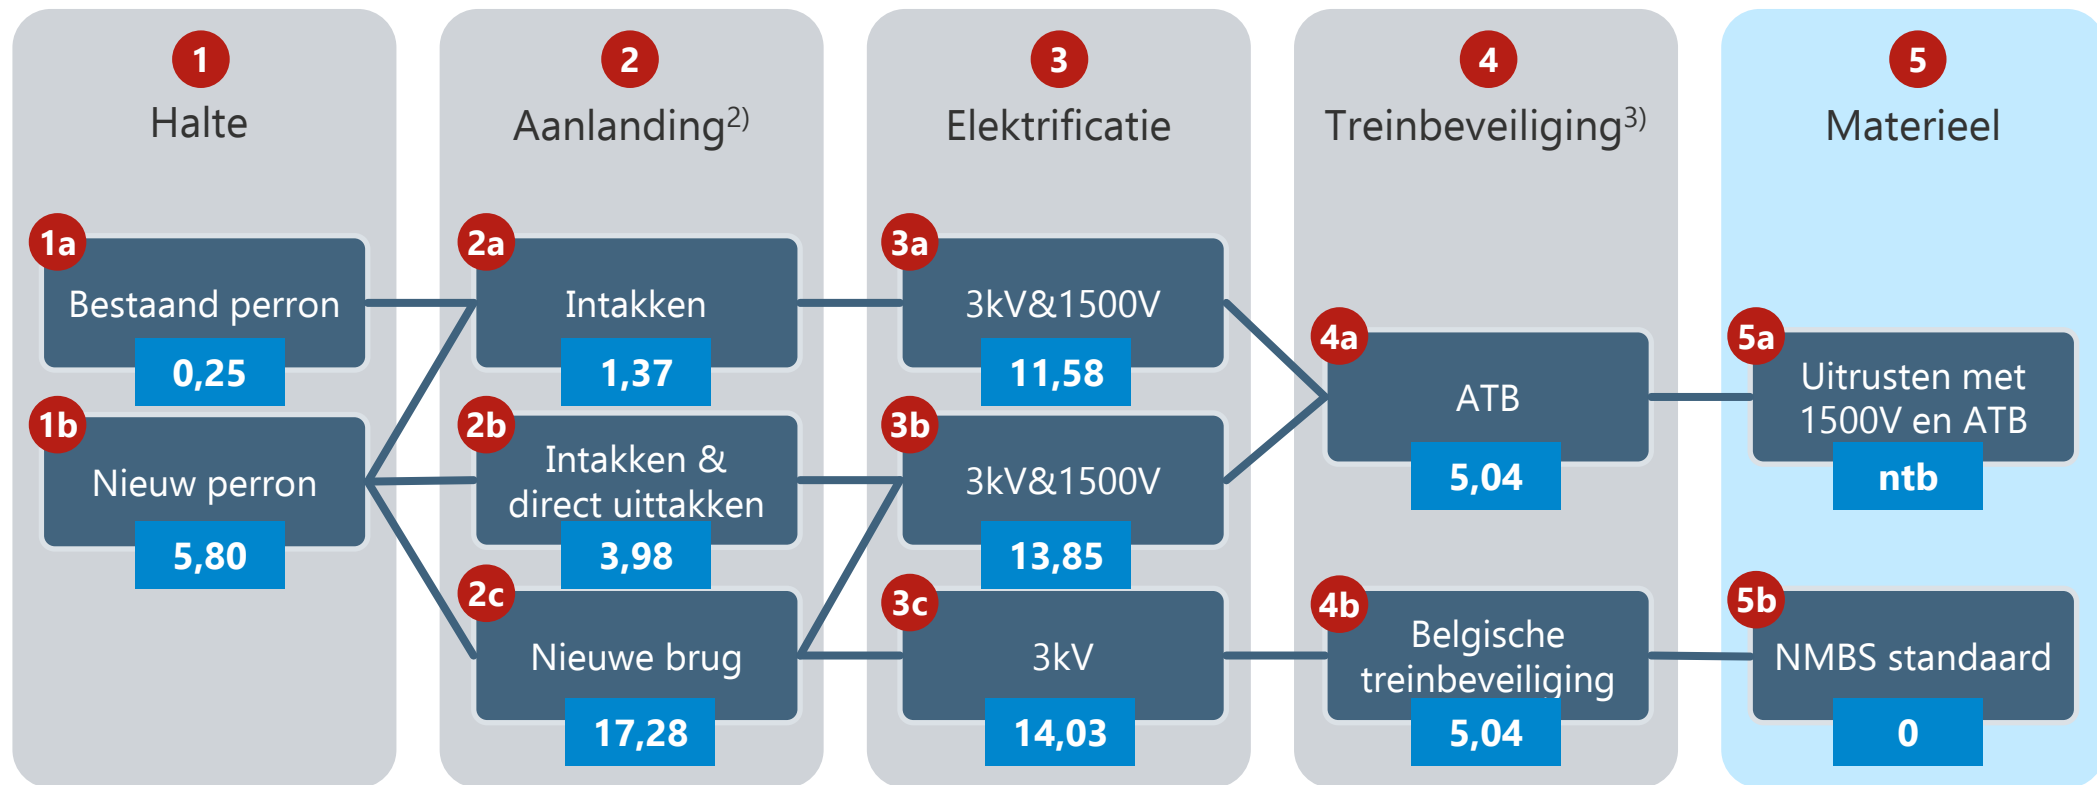 1
Halte
1a
Bestaand perron
0,25
1b
Nieuw perron
5,80
2
Aanlanding2)
2a
Intakken
1,37
2b
Intakken &
direct uittakken
3,98
2c
Nieuwe brug
17,28
3
Elektrificatie
3a
3kV&1500V
11,58
3b
3kV&1500V
13,85
3c
3kV
14,03
4
Treinbeveiliging3)
4a
ATB
5,04
4b
Belgische
treinbeveiliging
5,04
5
Materieel
5a
Uitrusten met
1500V en ATB
ntb
5b
NMBS standaard
0